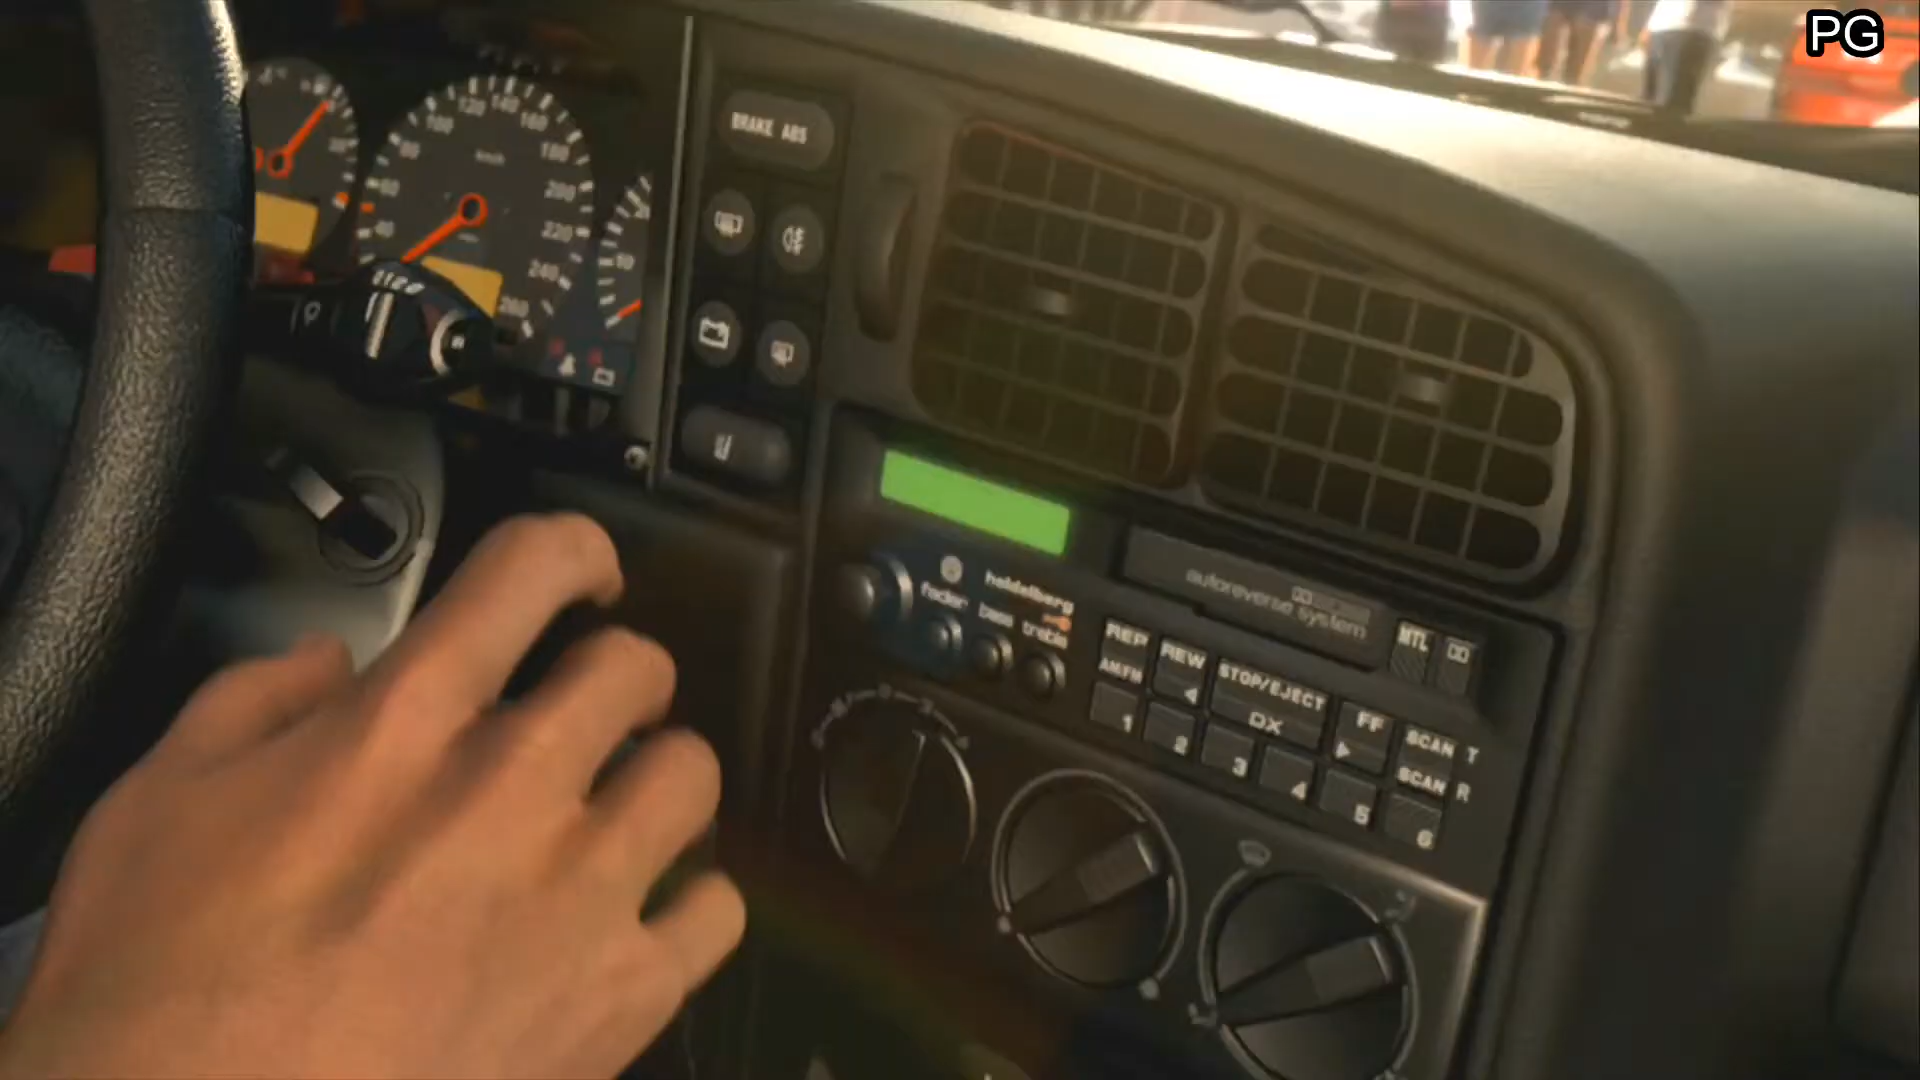 PG
120 140
100 160
80 180
km/h
60 200
40 220
240
260
10
BRAKE ABS
heidelberg
fader bass treble
autoreverse system
MTL
REP REW STOP/EJECT FF SCAN T
AM/FM DX SCAN R
1 2 3 4 5 6